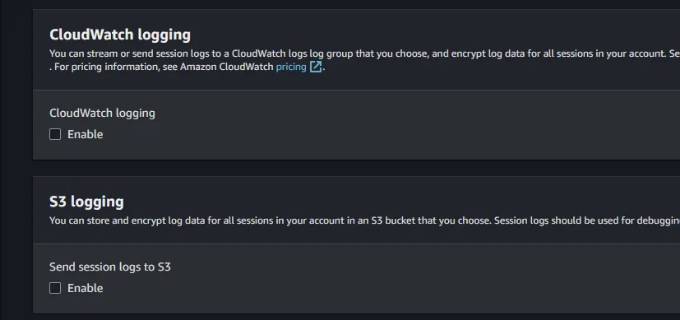 CloudWatch logging
You can stream or send session logs to a CloudWatch logs log group that you choose, and encrypt log data for all sessions in your account. Se
. For pricing information, see Amazon CloudWatch pricing.
CloudWatch logging
Enable
S3 logging
You can store and encrypt log data for all sessions in your account in an S3 bucket that you choose. Session logs should be used for debuggin
Send session logs to S3
Enable